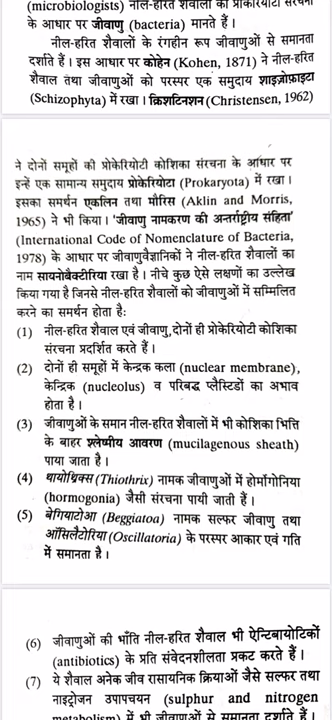 (microbiologists) नील-हरित शैवालों को प्रोकेरियोटी संरचना
के आधार पर जीवाणु (bacteria) मानते हैं।
नील-हरित शैवालों के रंगहीन रूप जीवाणुओं से समानता
दर्शाते हैं। इस आधार पर कोहेन (Kohen, 1871) ने नील-हरित
शैवाल तथा जीवाणुओं को परस्पर एक समुदाय शाइज़ोफ़ाइटा
(Schizophyta) में रखा। क्रिशटिनशन (Christensen, 1962)
ने दोनों समूहों की प्रोकेरियोटी कोशिका संरचना के आधार पर
इन्हें एक सामान्य समुदाय प्रोकेरियोटा (Prokaryota) में रखा।
इसका समर्थन एकलिन तथा मौरिस (Aklin and Morris,
1965) ने भी किया। 'जीवाणु नामकरण की अन्तर्राष्ट्रीय संहिता'
(International Code of Nomenclature of Bacteria,
1978) के आधार पर जीवाणुवैज्ञानिकों ने नील-हरित शैवालों का
नाम सायनोबैक्टीरिया रखा है। नीचे कुछ ऐसे लक्षणों का उल्लेख
किया गया है जिनसे नील-हरित शैवालों को जीवाणुओं में सम्मिलित
करने का समर्थन होता है:
(1) नील-हरित शैवाल एवं जीवाणु, दोनों ही प्रोकेरियोटी कोशिका
संरचना प्रदर्शित करते हैं।
(2) दोनों ही समूहों में केन्द्रक कला (nuclear membrane),
केन्द्रिक (nucleolus) व परिबद्ध प्लैस्टिडों का अभाव
होता है।
(3) जीवाणुओं के समान नील-हरित शैवालों में भी कोशिका भित्ति
के बाहर श्लेष्मीय आवरण (mucilagenous sheath)
पाया जाता है।
(4) थायोथ्रिक्स (Thiothrix) नामक जीवाणुओं में होर्मोगोनिया
(hormogonia) जैसी संरचना पायी जाती हैं।
(5) बेगियाटोआ (Beggiatoa) नामक सल्फर जीवाणु तथा
ऑसिलैटोरिया (Oscillatoria) के परस्पर आकार एवं गति
में समानता है।
(6) जीवाणुओं की भाँति नील-हरित शैवाल भी ऐन्टिबायोटिकों
(antibiotics) के प्रति संवेदनशीलता प्रकट करते हैं।
(7) ये शैवाल अनेक जीव रासायनिक क्रियाओं जैसे सल्फर तथा
नाइट्रोजन उपापचयन (sulphur and nitrogen
metabolism) में भी जीवाणुओं से समानता दर्शाते हैं।